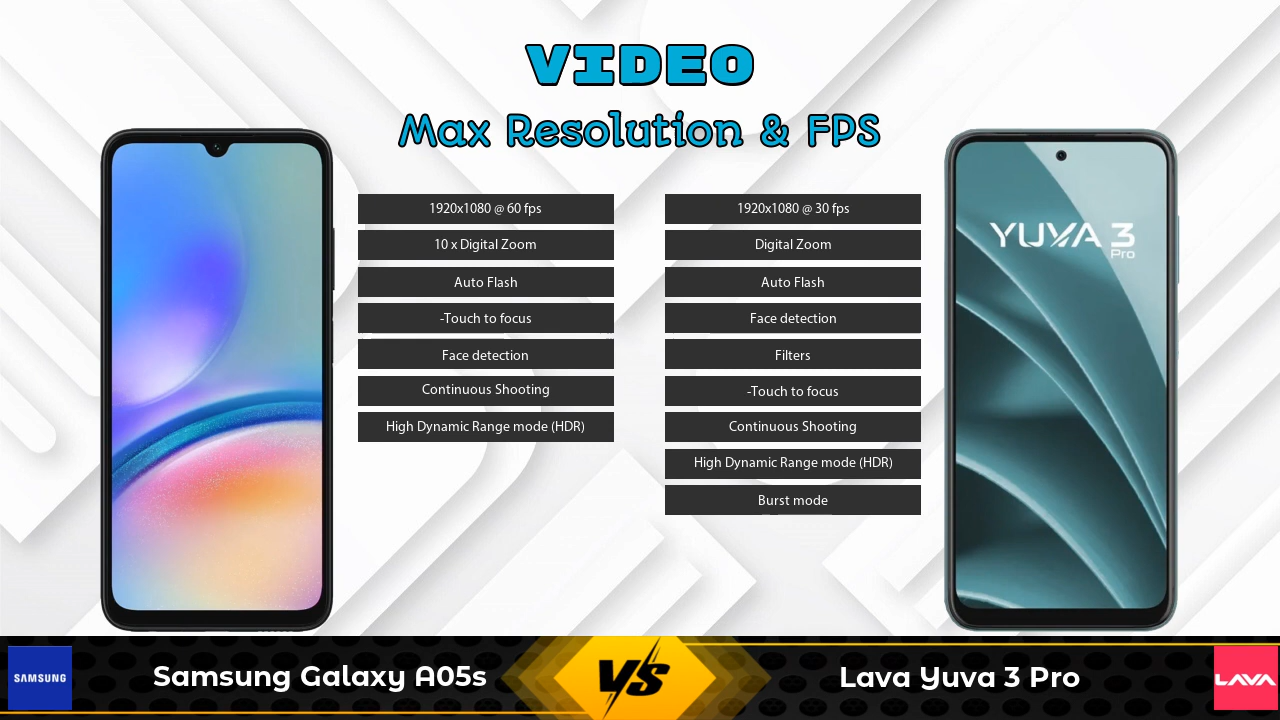 VIDEO
Max Resolution & FPS
1920x1080 @ 60 fps
10 x Digital Zoom
Auto Flash
-Touch to focus
Face detection
Continuous Shooting
High Dynamic Range mode (HDR)
1920x1080 @ 30 fps
Digital Zoom
Auto Flash
Face detection
Filters
-Touch to focus
Continuous Shooting
High Dynamic Range mode (HDR)
Burst mode
YUVA 3
Pro
SAMSUNG
Samsung Galaxy A05s
VS
Lava Yuva 3 Pro
LAVA